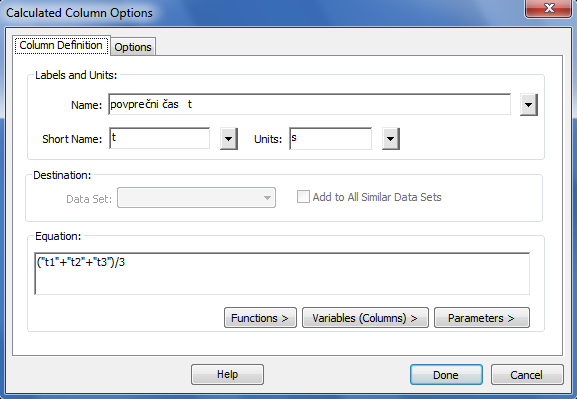 Calculated Column Options
Column Definition Options
Labels and Units:
Name: povprečni čas t
Short Name: t Units: s
Destination:
Data Set: Add to All Similar Data Sets
Equation:
("t1"+"t2"+"t3")/3
Functions > Variables (Columns) > Parameters >
Help Done Cancel